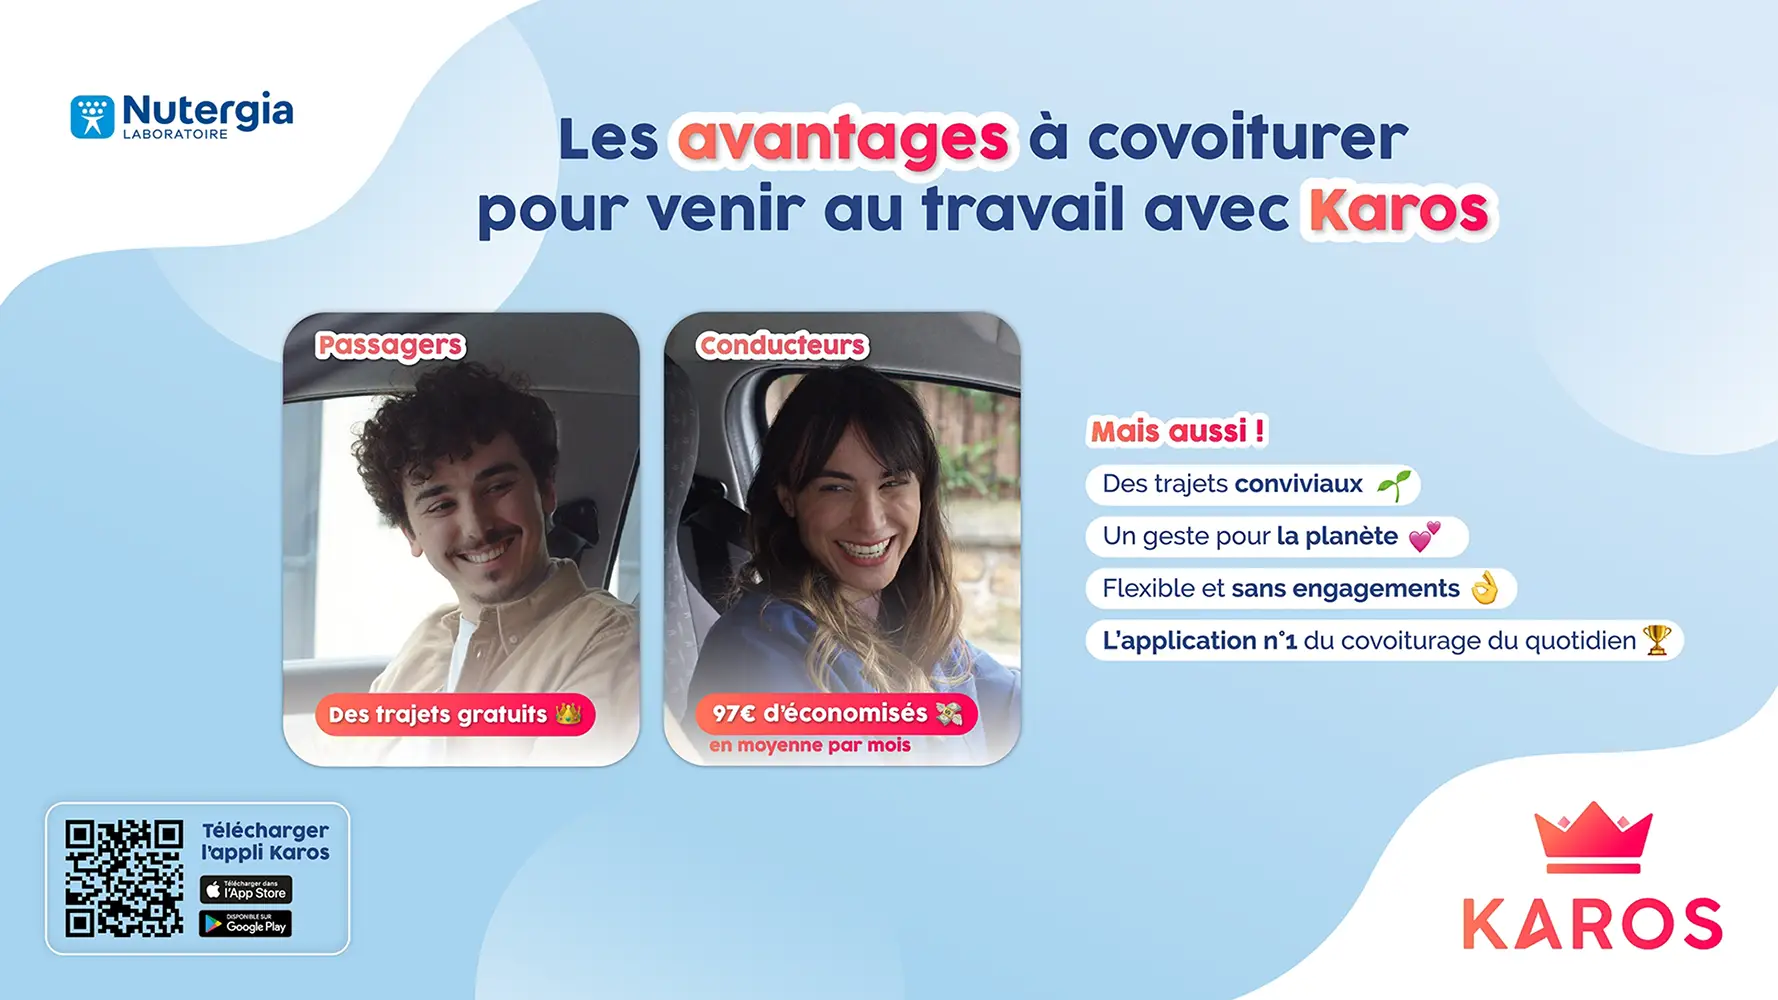 Nutergia
LABORATOIRE
Les avantages à covoiturer
pour venir au travail avec Karos
Passagers
Des trajets gratuits
Conducteurs
97€ d'économisés
en moyenne par mois
Mais aussi !
Des trajets conviviaux
Un geste pour la planète
Flexible et sans engagements
L'application n°1 du covoiturage du quotidien
Télécharger
l'appli Karos
Télécharger dans
l'App Store
DISPONIBLE SUR
Google Play
KAROS